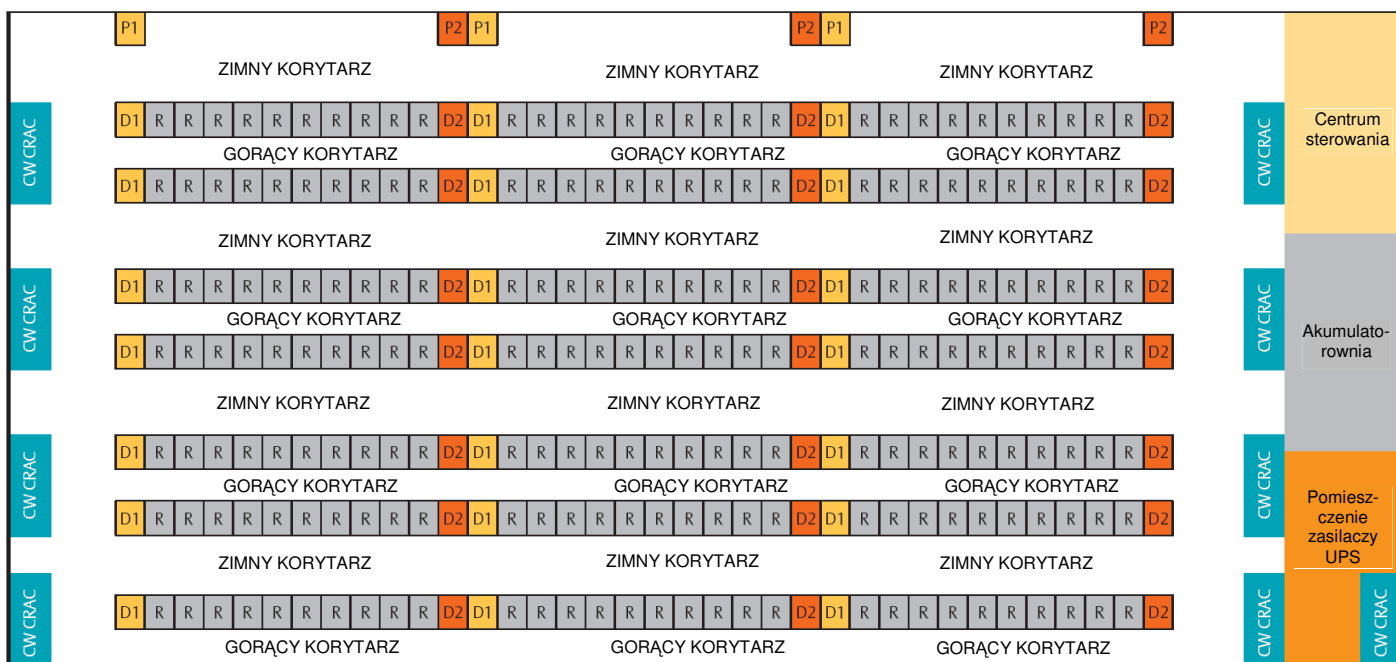 P1 P2 P1 P2 P1 P2
ZIMNY KORYTARZ ZIMNY KORYTARZ ZIMNY KORYTARZ
CW CRAC
D1 R R R R R R R R R R D2 D1 R R R R R R R R R R D2 D1 R R R R R R R R R R D2
CW CRAC
Centrum
sterowania
GORĄCY KORYTARZ GORĄCY KORYTARZ GORĄCY KORYTARZ
D1 R R R R R R R R R R D2 D1 R R R R R R R R R R D2 D1 R R R R R R R R R R D2
ZIMNY KORYTARZ ZIMNY KORYTARZ ZIMNY KORYTARZ
CW CRAC
D1 R R R R R R R R R R D2 D1 R R R R R R R R R R D2 D1 R R R R R R R R R R D2
CW CRAC
GORĄCY KORYTARZ GORĄCY KORYTARZ GORĄCY KORYTARZ
Akumulato-
rownia
D1 R R R R R R R R R R D2 D1 R R R R R R R R R R D2 D1 R R R R R R R R R R D2
ZIMNY KORYTARZ ZIMNY KORYTARZ ZIMNY KORYTARZ
CW CRAC
D1 R R R R R R R R R R D2 D1 R R R R R R R R R R D2 D1 R R R R R R R R R R D2
CW CRAC
GORĄCY KORYTARZ GORĄCY KORYTARZ GORĄCY KORYTARZ
Pomiesz-
czenie
zasilaczy
UPS
D1 R R R R R R R R R R D2 D1 R R R R R R R R R R D2 D1 R R R R R R R R R R D2
ZIMNY KORYTARZ ZIMNY KORYTARZ ZIMNY KORYTARZ
CW CRAC
D1 R R R R R R R R R R D2 D1 R R R R R R R R R R D2 D1 R R R R R R R R R R D2
CW CRAC
CW CRAC
GORĄCY KORYTARZ GORĄCY KORYTARZ GORĄCY KORYTARZ